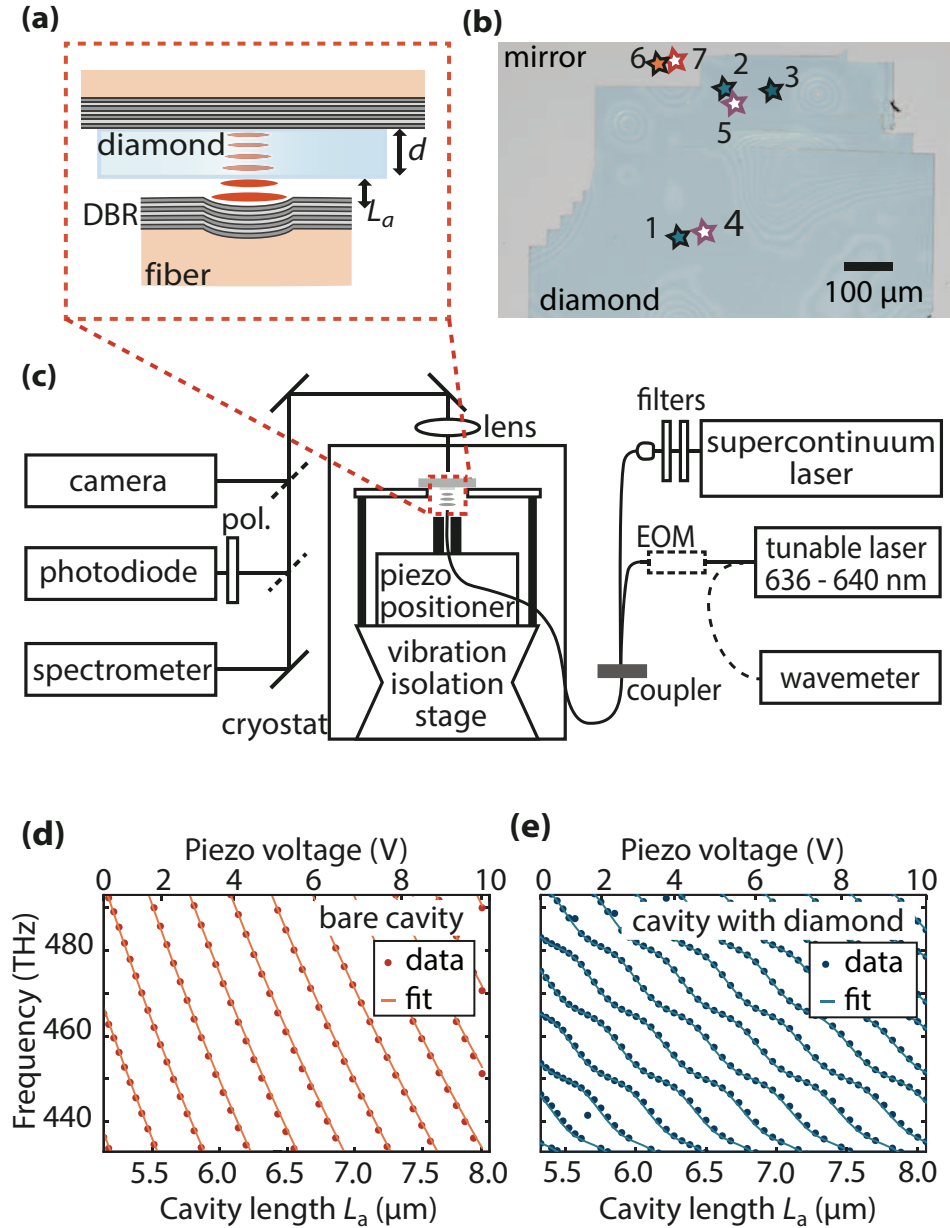 (a)
diamond
d
DBR
L_a
fiber
(b)
mirror
6
7
2
3
5
1
4
100 μm
diamond
(c)
lens
filters
supercontinuum
laser
camera
pol.
EOM
photodiode
tunable laser
636 - 640 nm
piezo
positioner
spectrometer
vibration
isolation
stage
coupler
wavemeter
cryostat
(d)
Piezo voltage (V)
0 2 4 6 8 10
bare cavity
data
fit
Frequency (THz)
480
460
440
5.5 6.0 6.5 7.0 7.5 8.0
Cavity length L_a (μm)
(e)
Piezo voltage (V)
0 2 4 6 8 10
cavity with diamond
data
fit
5.5 6.0 6.5 7.0 7.5 8.0
Cavity length L_a (μm)